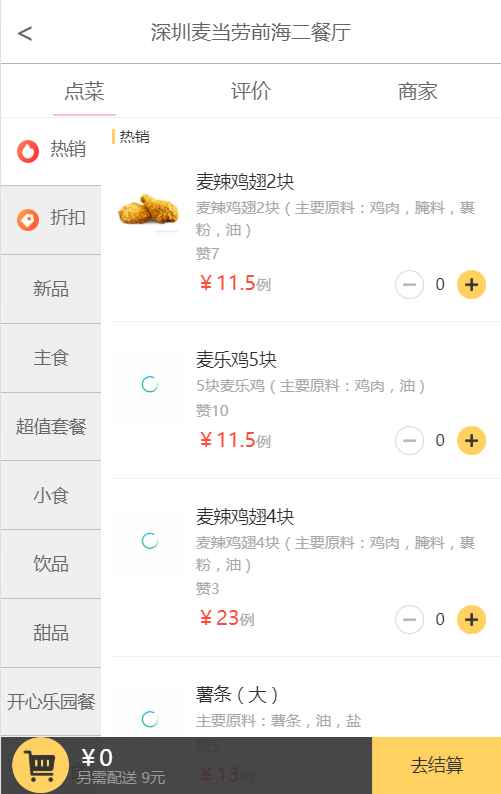 <
深圳麦当劳前海二餐厅
点菜
评价
商家
热销
折扣
新品
主食
超值套餐
小食
饮品
甜品
开心乐园餐
热销
麦辣鸡翅2块
麦辣鸡翅2块（主要原料：鸡肉，腌料，裹
粉，油）
赞7
￥11.5例
0
麦乐鸡5块
5块麦乐鸡（主要原料：鸡肉，油）
赞10
￥11.5例
0
麦辣鸡翅4块
麦辣鸡翅4块（主要原料：鸡肉，腌料，裹
粉，油）
赞3
￥23例
0
薯条（大）
主要原料：薯条，油，盐
￥13例
￥0
另需配送 9元
去结算